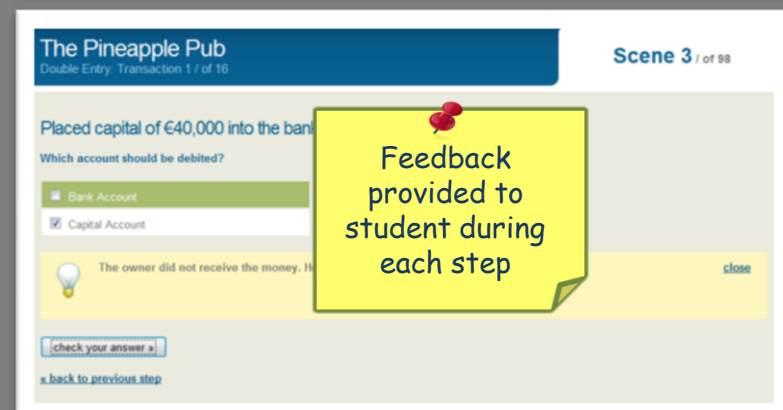 The Pineapple Pub
Double Entry: Transaction 1 / of 16
Scene 3 / of 98
Placed capital of €40,000 into the bank
Which account should be debited?
Bank Account
Capital Account
The owner did not receive the money. H
close
Feedback
provided to
student during
each step
check your answer »
« back to previous step